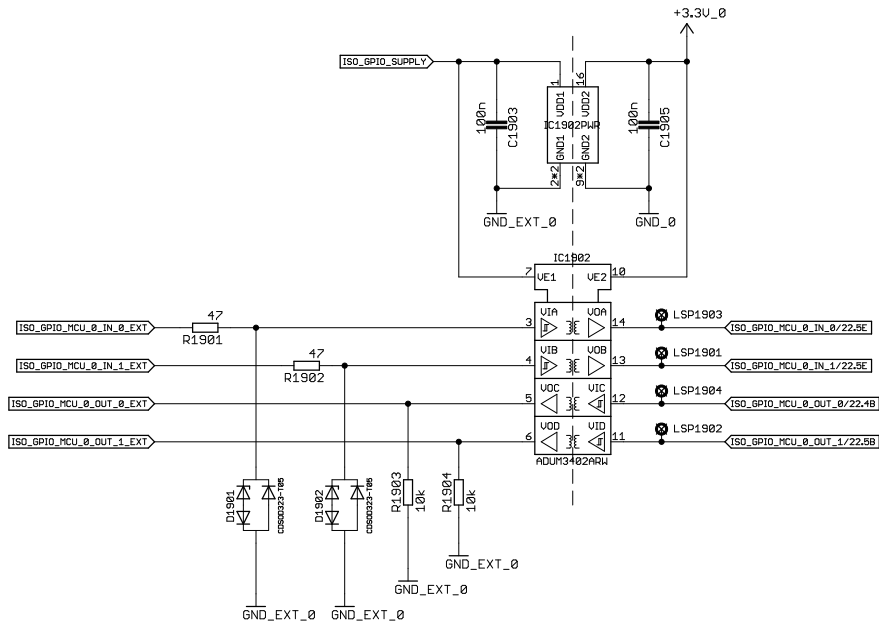 +3.3V_0
ISO_GPIO_SUPPLY
1
16
VDD1
VDD2
100n
C1903
IC1902PWR
100n
C1905
GND1
GND2
2*2
9*2
GND_EXT_0
GND_0
IC1902
7
VE1
VE2
10
ISO_GPIO_MCU_0_IN_0_EXT
47
R1901
3
VIA
VOA
14
LSP1903
ISO_GPIO_MCU_0_IN_0/22.5E
ISO_GPIO_MCU_0_IN_1_EXT
47
R1902
4
VIB
VOB
13
LSP1901
ISO_GPIO_MCU_0_IN_1/22.5E
ISO_GPIO_MCU_0_OUT_0_EXT
5
VOC
VIC
12
LSP1904
ISO_GPIO_MCU_0_OUT_0/22.4B
ISO_GPIO_MCU_0_OUT_1_EXT
6
VOD
VID
11
LSP1902
ISO_GPIO_MCU_0_OUT_1/22.5B
ADUM3402ARW
D1901
CDSOD323-T05
D1902
CDSOD323-T05
R1903
10k
R1904
10k
GND_EXT_0
GND_EXT_0
GND_EXT_0
GND_EXT_0